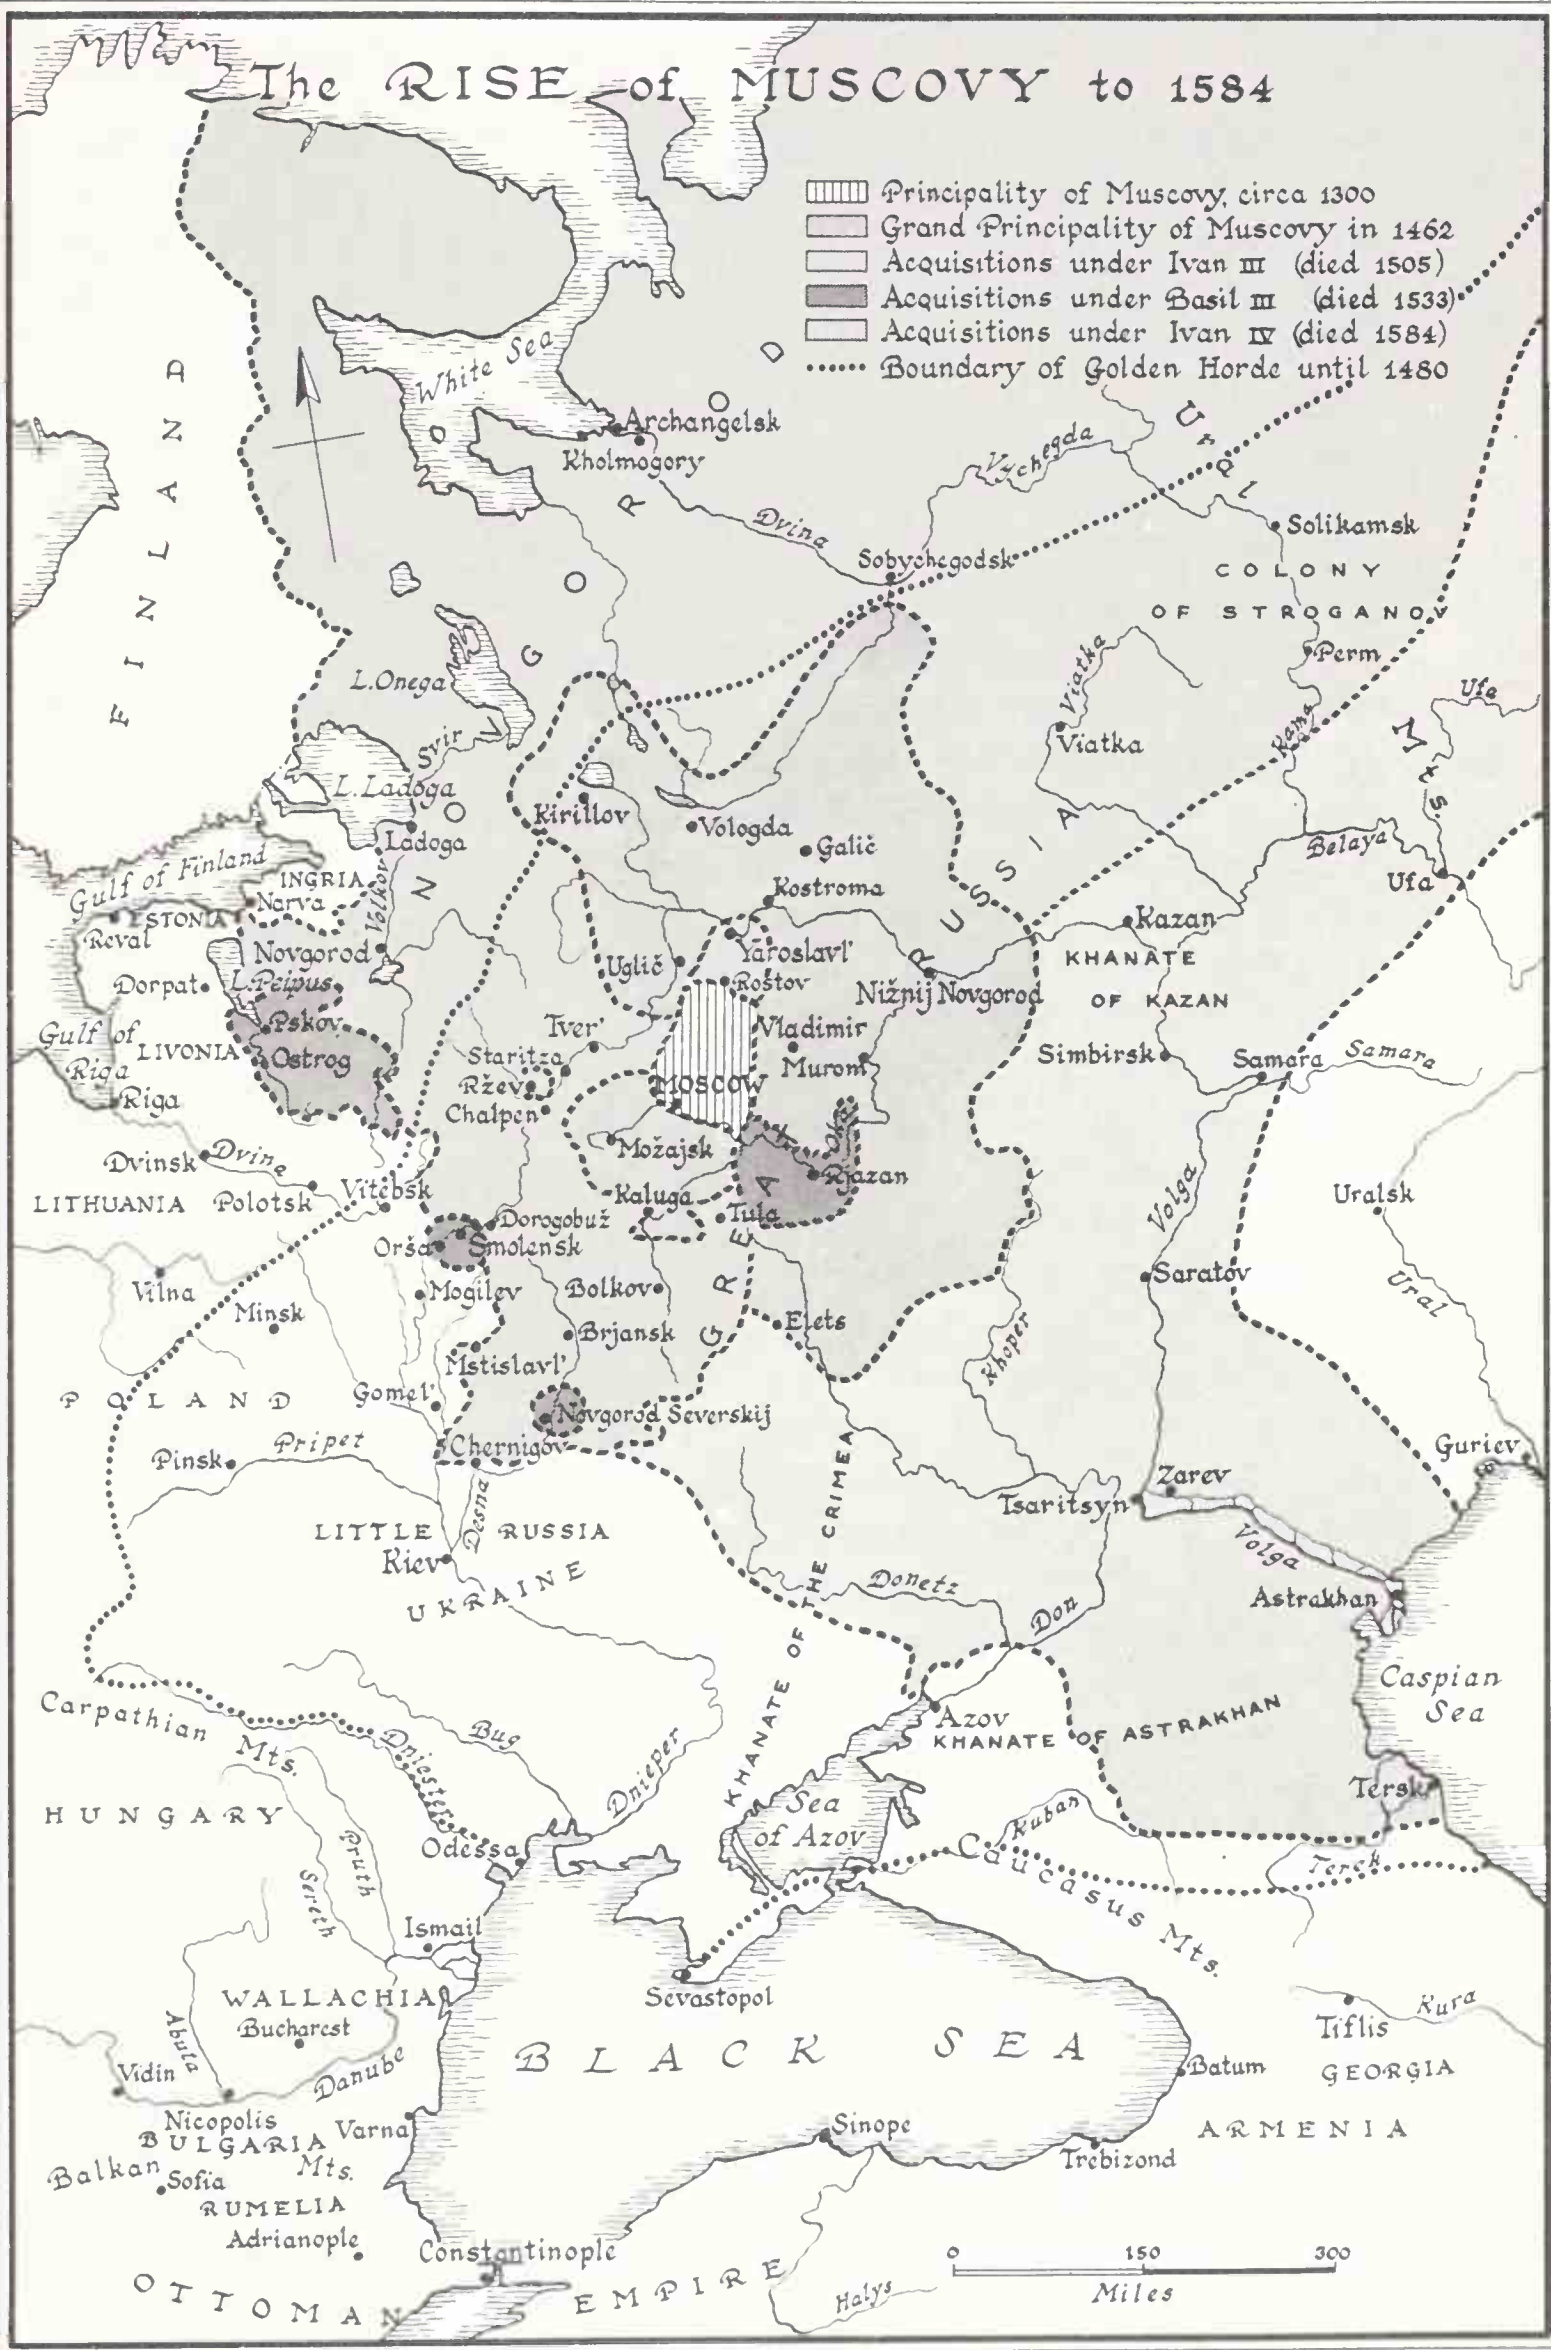 The RISE of MUSCOVY to 1584
Principality of Muscovy, circa 1300
Grand Principality of Muscovy in 1462
Acquisitions under Ivan III (died 1505)
Acquisitions under Basil III (died 1533)
Acquisitions under Ivan IV (died 1584)
Boundary of Golden Horde until 1480
FINLAND
White Sea
Archangelsk
Kholmogory
NOVGOROD
Dvina
Vychegda
Ural
Mts.
Solikamsk
Sobychegodsk
COLONY
OF STROGANOV
Perm
Viatka
Viatka
Kama
Ufa
L. Onega
Svir
L. Ladoga
Ladoga
Kirillov
Vologda
Galič
Kostroma
Belaya
Ufa
Gulf of Finland
INGRIA
Narva
Volkov
ESTONIA
Reval
Novgorod
Dorpat
L. Peipus
Pskov
Ostrog
Gulf of
Riga
LIVONIA
Riga
Uglič
Yaroslavl'
Rostov
Nižnij Novgorod
Kazan
KHANATE
OF KAZAN
GREAT RUSSIA
Tver'
Staritza
Ržev
Chalpen
Vladimir
Murom
MOSCOW
Možajsk
Oka
Rjazan
Simbirsk
Samara
Samara
Dvinsk
Dvina
LITHUANIA
Polotsk
Vitebsk
Kaluga
Tula
Dorogobuž
Orša
Smolensk
Volga
Uralsk
Vilna
Minsk
Mogilev
Bolkov
Saratov
Ural
Brjansk
Elets
Mstislavl'
Khoper
POLAND
Gomel'
Novgorod Severskij
Pinsk
Pripet
Chernigov
Desna
Guriev
Zarev
Tsaritsyn
LITTLE RUSSIA
Kiev
UKRAINE
Volga
Astrakhan
Donetz
Don
KHANATE OF THE CRIMEA
Carpathian
Mts.
Bug
Dniester
Dnieper
Azov
KHANATE OF ASTRAKHAN
Caspian
Sea
Tersk
HUNGARY
Pruth
Sereth
Odessa
Sea
of Azov
Kuban
Caucasus Mts.
Terek
Ismail
WALLACHIA
Bucharest
Sevastopol
Tiflis
Kura
GEORGIA
Abuta
Vidin
Danube
BLACK SEA
Batum
Nicopolis
BULGARIA
Varna
Balkan
Mts.
Sofia
RUMELIA
Adrianople
Sinope
Trebizond
ARMENIA
Constantinople
OTTOMAN EMPIRE
Halys
0 150 300
Miles